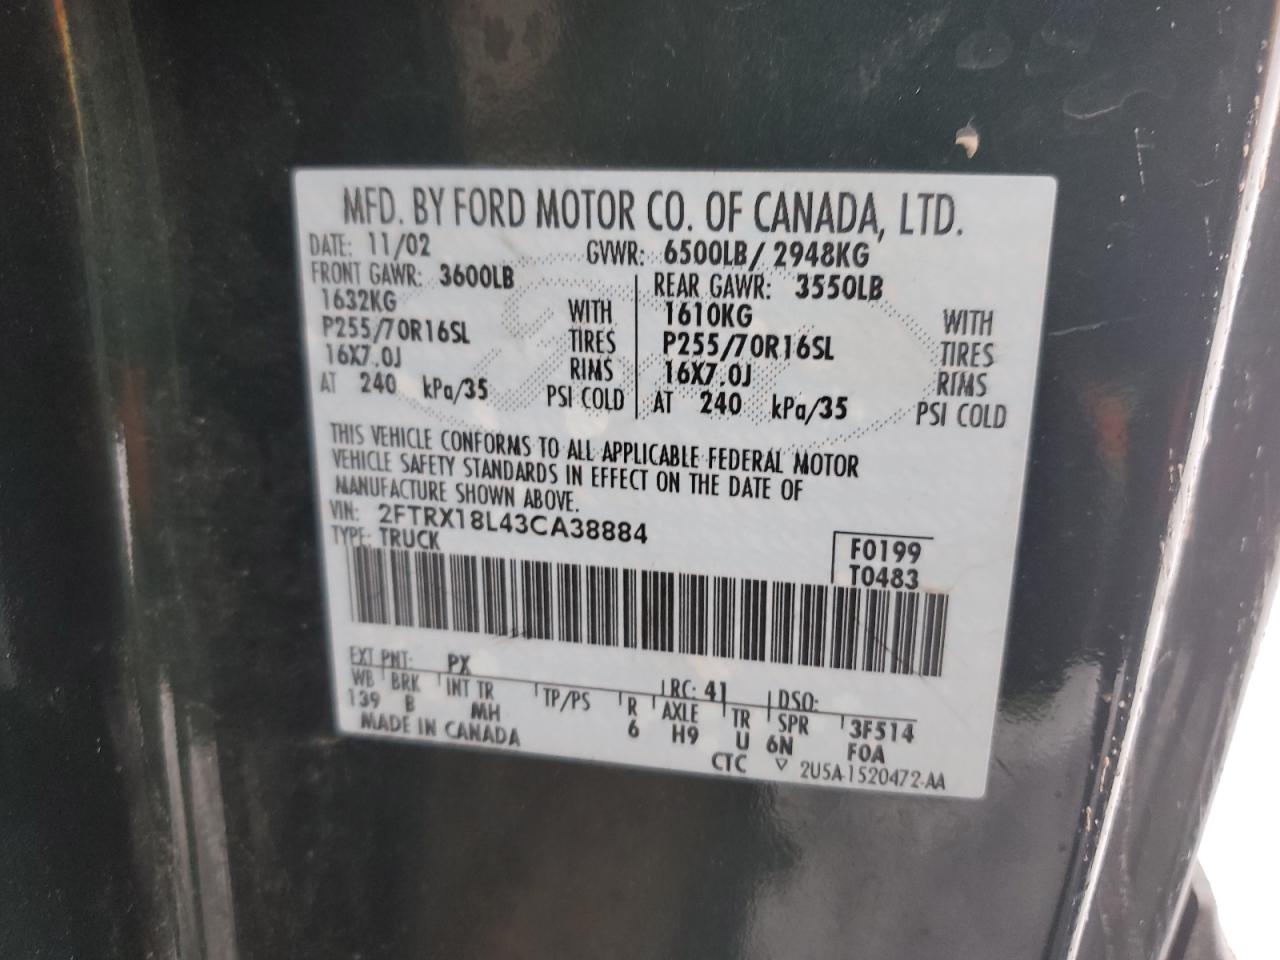 MFD. BY FORD MOTOR CO. OF CANADA, LTD.
DATE: 11/02 GVWR: 6500LB/ 2948KG
FRONT GAWR: 3600LB REAR GAWR: 3550LB
1632KG WITH 1610KG WITH
P255/70R16SL TIRES P255/70R16SL TIRES
16X7.0J RIMS 16X7.0J RIMS
AT 240 kPa/35 PSI COLD AT 240 kPa/35 PSI COLD
THIS VEHICLE CONFORMS TO ALL APPLICABLE FEDERAL MOTOR
VEHICLE SAFETY STANDARDS IN EFFECT ON THE DATE OF
MANUFACTURE SHOWN ABOVE.
VIN: 2FTRX18L43CA38884
TYPE: TRUCK
F0199
T0483
EXT PNT: PX RC: 41 DSO:
WB BRK INT TR TP/PS R AXLE TR SPR 3F514
139 B MH 6 H9 U 6N F0A
MADE IN CANADA CTC ▽ 2U5A-1520472-AA